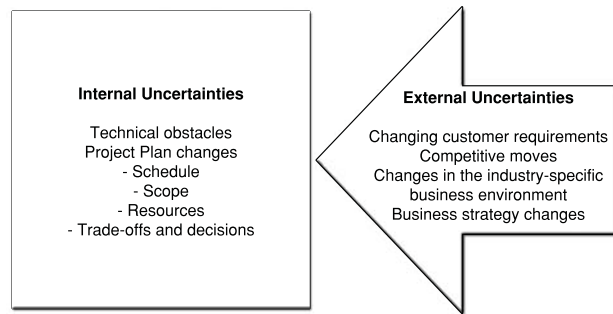 Internal Uncertainties
Technical obstacles
Project Plan changes
- Schedule
- Scope
- Resources
- Trade-offs and decisions
External Uncertainties
Changing customer requirements
Competitive moves
Changes in the industry-specific
business environment
Business strategy changes